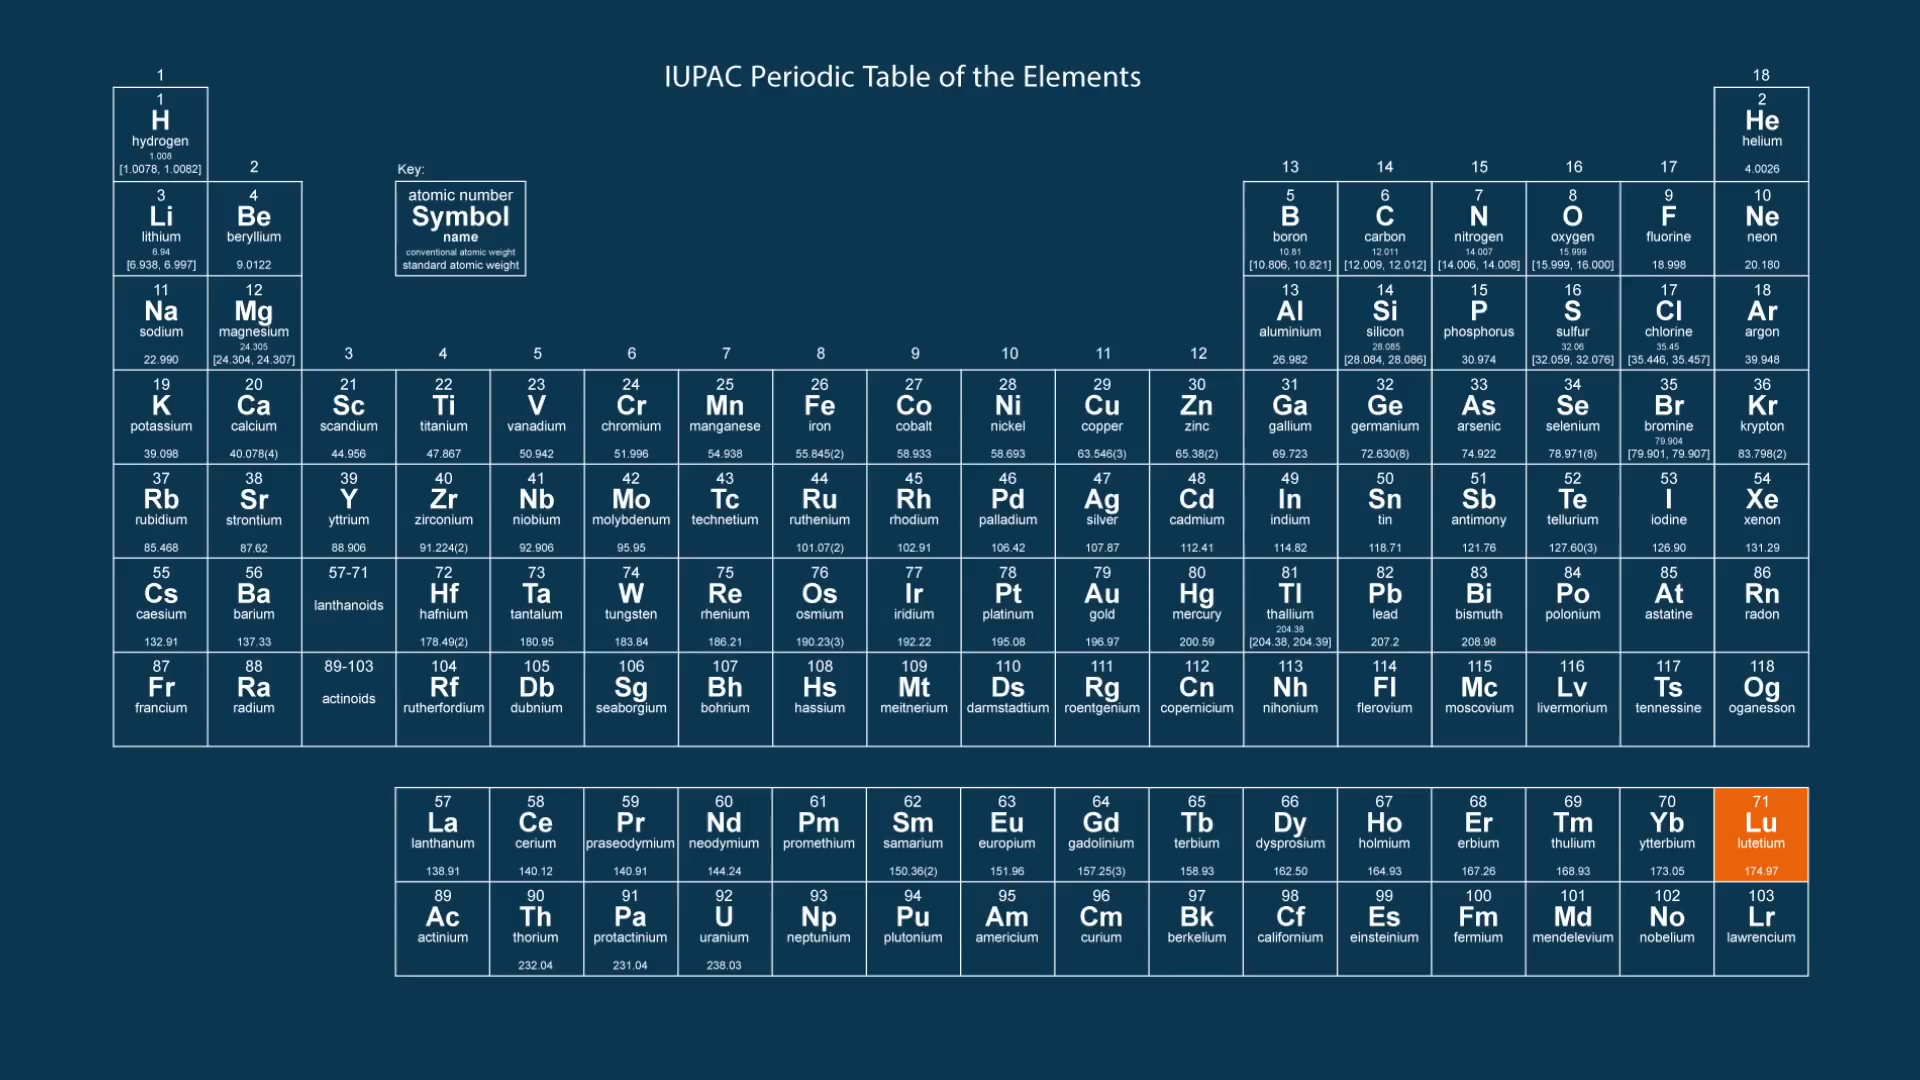 IUPAC Periodic Table of the Elements
1 18
1 2
H He
hydrogen helium
1.008
[1.0078, 1.0082] 2 Key: 13 14 15 16 17 4.0026
3 4 atomic number 5 6 7 8 9 10
Li Be Symbol B C N O F Ne
lithium beryllium name boron carbon nitrogen oxygen fluorine neon
6.94 conventional atomic weight 10.81 12.011 14.007 15.999
[6.938, 6.997] 9.0122 standard atomic weight [10.806, 10.821] [12.009, 12.012] [14.006, 14.008] [15.999, 16.000] 18.998 20.180
11 12 13 14 15 16 17 18
Na Mg Al Si P S Cl Ar
sodium magnesium aluminium silicon phosphorus sulfur chlorine argon
24.305 28.085 32.06 35.45
22.990 [24.304, 24.307] 3 4 5 6 7 8 9 10 11 12 26.982 [28.084, 28.086] 30.974 [32.059, 32.076] [35.446, 35.457] 39.948
19 20 21 22 23 24 25 26 27 28 29 30 31 32 33 34 35 36
K Ca Sc Ti V Cr Mn Fe Co Ni Cu Zn Ga Ge As Se Br Kr
potassium calcium scandium titanium vanadium chromium manganese iron cobalt nickel copper zinc gallium germanium arsenic selenium bromine krypton
79.904
39.098 40.078(4) 44.956 47.867 50.942 51.996 54.938 55.845(2) 58.933 58.693 63.546(3) 65.38(2) 69.723 72.630(8) 74.922 78.971(8) [79.901, 79.907] 83.798(2)
37 38 39 40 41 42 43 44 45 46 47 48 49 50 51 52 53 54
Rb Sr Y Zr Nb Mo Tc Ru Rh Pd Ag Cd In Sn Sb Te I Xe
rubidium strontium yttrium zirconium niobium molybdenum technetium ruthenium rhodium palladium silver cadmium indium tin antimony tellurium iodine xenon
85.468 87.62 88.906 91.224(2) 92.906 95.95 101.07(2) 102.91 106.42 107.87 112.41 114.82 118.71 121.76 127.60(3) 126.90 131.29
55 56 57-71 72 73 74 75 76 77 78 79 80 81 82 83 84 85 86
Cs Ba lanthanoids Hf Ta W Re Os Ir Pt Au Hg Tl Pb Bi Po At Rn
caesium barium hafnium tantalum tungsten rhenium osmium iridium platinum gold mercury thallium lead bismuth polonium astatine radon
204.38
132.91 137.33 178.49(2) 180.95 183.84 186.21 190.23(3) 192.22 195.08 196.97 200.59 [204.38, 204.39] 207.2 208.98
87 88 89-103 104 105 106 107 108 109 110 111 112 113 114 115 116 117 118
Fr Ra actinoids Rf Db Sg Bh Hs Mt Ds Rg Cn Nh Fl Mc Lv Ts Og
francium radium rutherfordium dubnium seaborgium bohrium hassium meitnerium darmstadtium roentgenium copernicium nihonium flerovium moscovium livermorium tennessine oganesson
57 58 59 60 61 62 63 64 65 66 67 68 69 70 71
La Ce Pr Nd Pm Sm Eu Gd Tb Dy Ho Er Tm Yb Lu
lanthanum cerium praseodymium neodymium promethium samarium europium gadolinium terbium dysprosium holmium erbium thulium ytterbium lutetium
138.91 140.12 140.91 144.24 150.36(2) 151.96 157.25(3) 158.93 162.50 164.93 167.26 168.93 173.05 174.97
89 90 91 92 93 94 95 96 97 98 99 100 101 102 103
Ac Th Pa U Np Pu Am Cm Bk Cf Es Fm Md No Lr
actinium thorium protactinium uranium neptunium plutonium americium curium berkelium californium einsteinium fermium mendelevium nobelium lawrencium
232.04 231.04 238.03